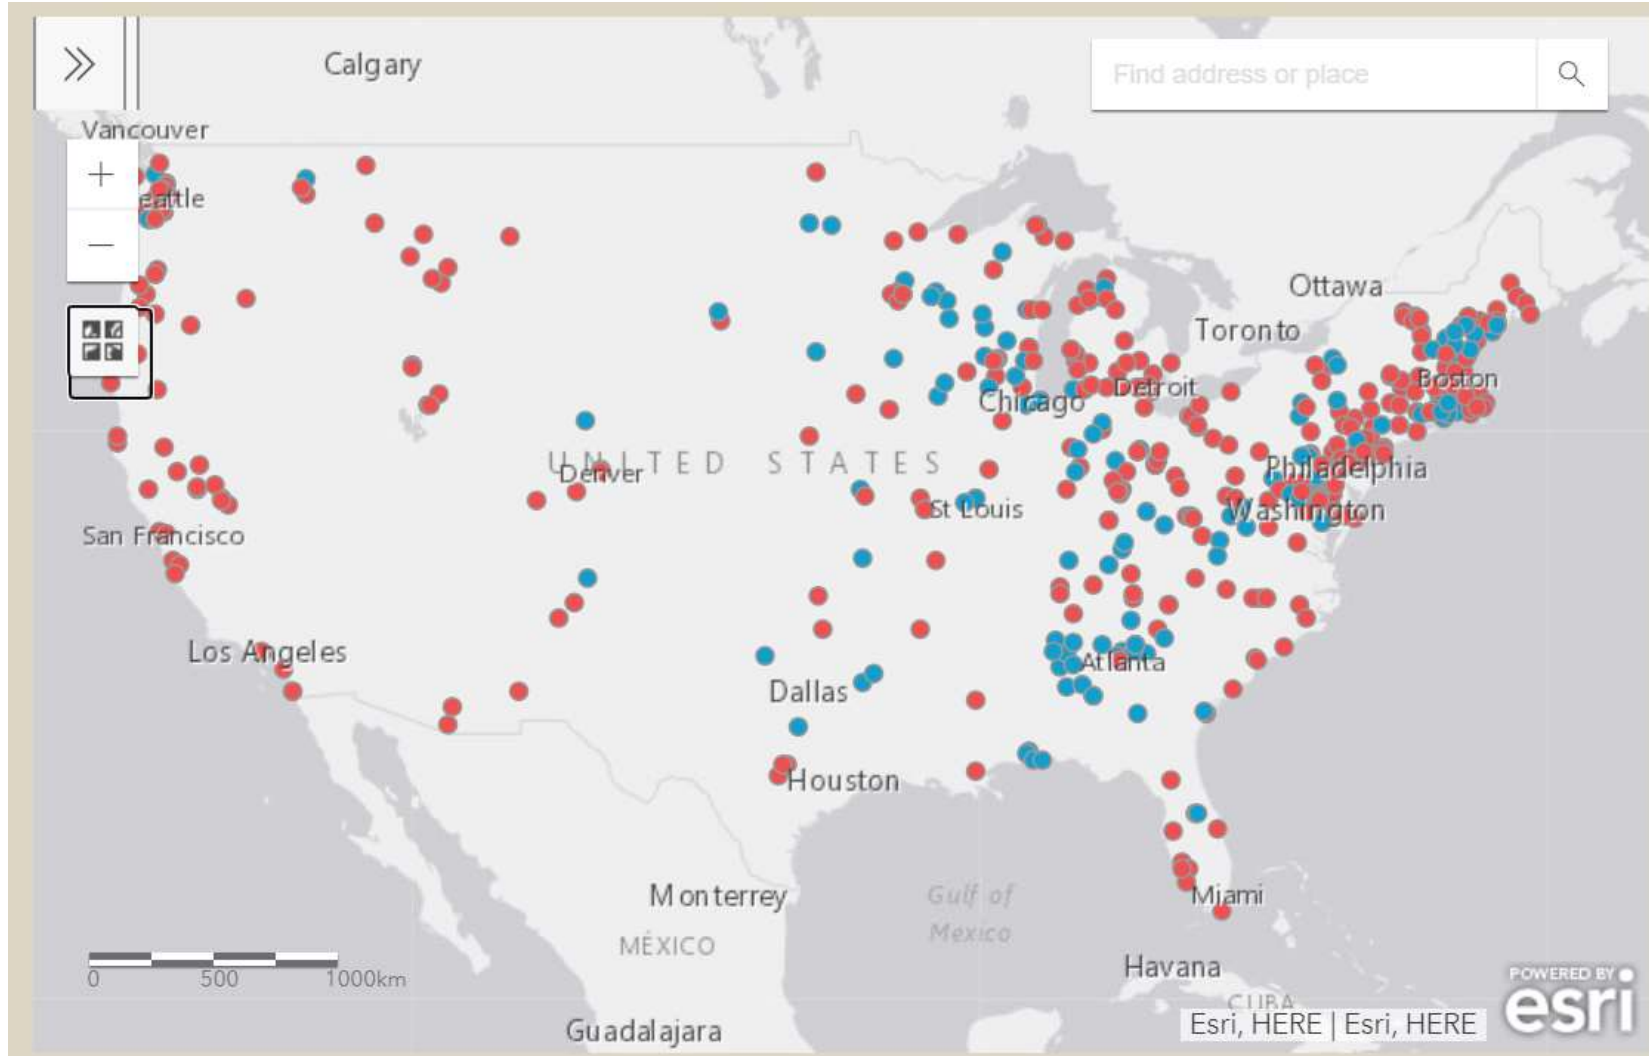 Calgary
Find address or place
Vancouver
+
eattle
−
Ottawa
Toronto
Boston
Detroit
Chicago
UNITED STATES
Denver
Philadelphia
St Louis
Washington
San Francisco
Los Angeles
Atlanta
Dallas
Houston
Monterrey
Gulf of
Mexico
Miami
MÉXICO
0 500 1000km
Havana
CUBA
POWERED BY
esri
Esri, HERE | Esri, HERE
Guadalajara